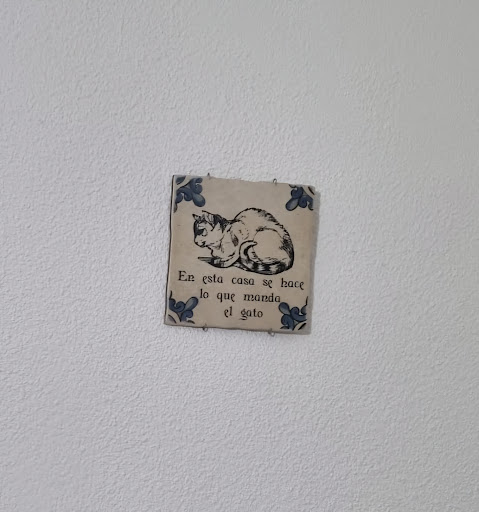 En esta casa se hace
lo que manda
el gato